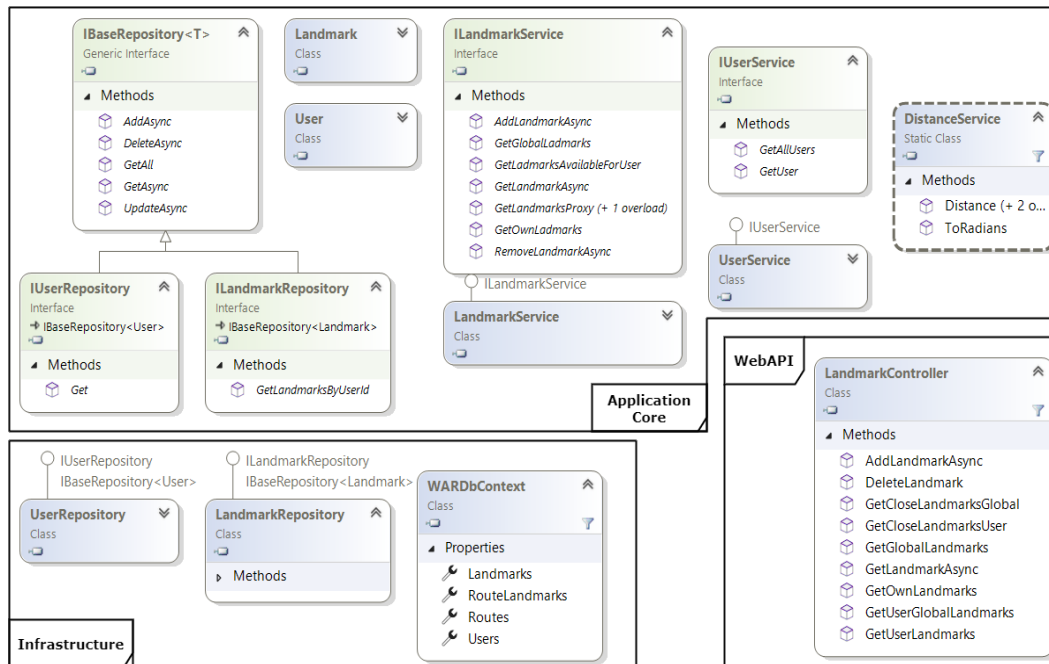 IBaseRepository<T>
Generic Interface
Methods
AddAsync
DeleteAsync
GetAll
GetAsync
UpdateAsync
Landmark
Class
User
Class
ILandmarkService
Interface
Methods
AddLandmarkAsync
GetGlobalLadmarks
GetLadmarksAvailableForUser
GetLandmarkAsync
GetLandmarksProxy (+ 1 overload)
GetOwnLadmarks
RemoveLandmarkAsync
IUserService
Interface
Methods
GetAllUsers
GetUser
DistanceService
Static Class
Methods
Distance (+ 2 o...
ToRadians
IUserRepository
Interface
IBaseRepository<User>
Methods
Get
ILandmarkRepository
Interface
IBaseRepository<Landmark>
Methods
GetLandmarksByUserId
ILandmarkService
LandmarkService
Class
IUserService
UserService
Class
Application
Core
WebAPI
LandmarkController
Class
Methods
AddLandmarkAsync
DeleteLandmark
GetCloseLandmarksGlobal
GetCloseLandmarksUser
GetGlobalLandmarks
GetLandmarkAsync
GetOwnLandmarks
GetUserGlobalLandmarks
GetUserLandmarks
IUserRepository
IBaseRepository<User>
UserRepository
Class
ILandmarkRepository
IBaseRepository<Landmark>
LandmarkRepository
Class
Methods
WARDbContext
Class
Properties
Landmarks
RouteLandmarks
Routes
Users
Infrastructure